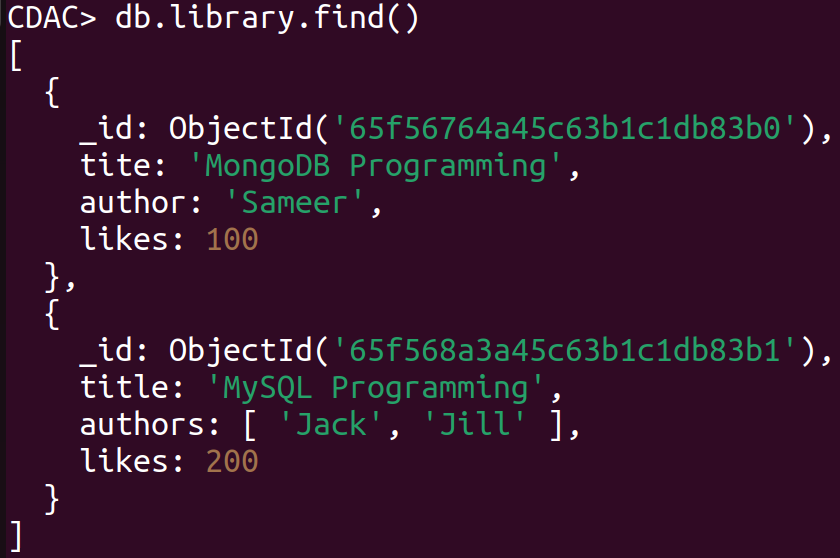 CDAC> db.library.find()
[
  {
    _id: ObjectId('65f56764a45c63b1c1db83b0'),
    tite: 'MongoDB Programming',
    author: 'Sameer',
    likes: 100
  },
  {
    _id: ObjectId('65f568a3a45c63b1c1db83b1'),
    title: 'MySQL Programming',
    authors: [ 'Jack', 'Jill' ],
    likes: 200
  }
]